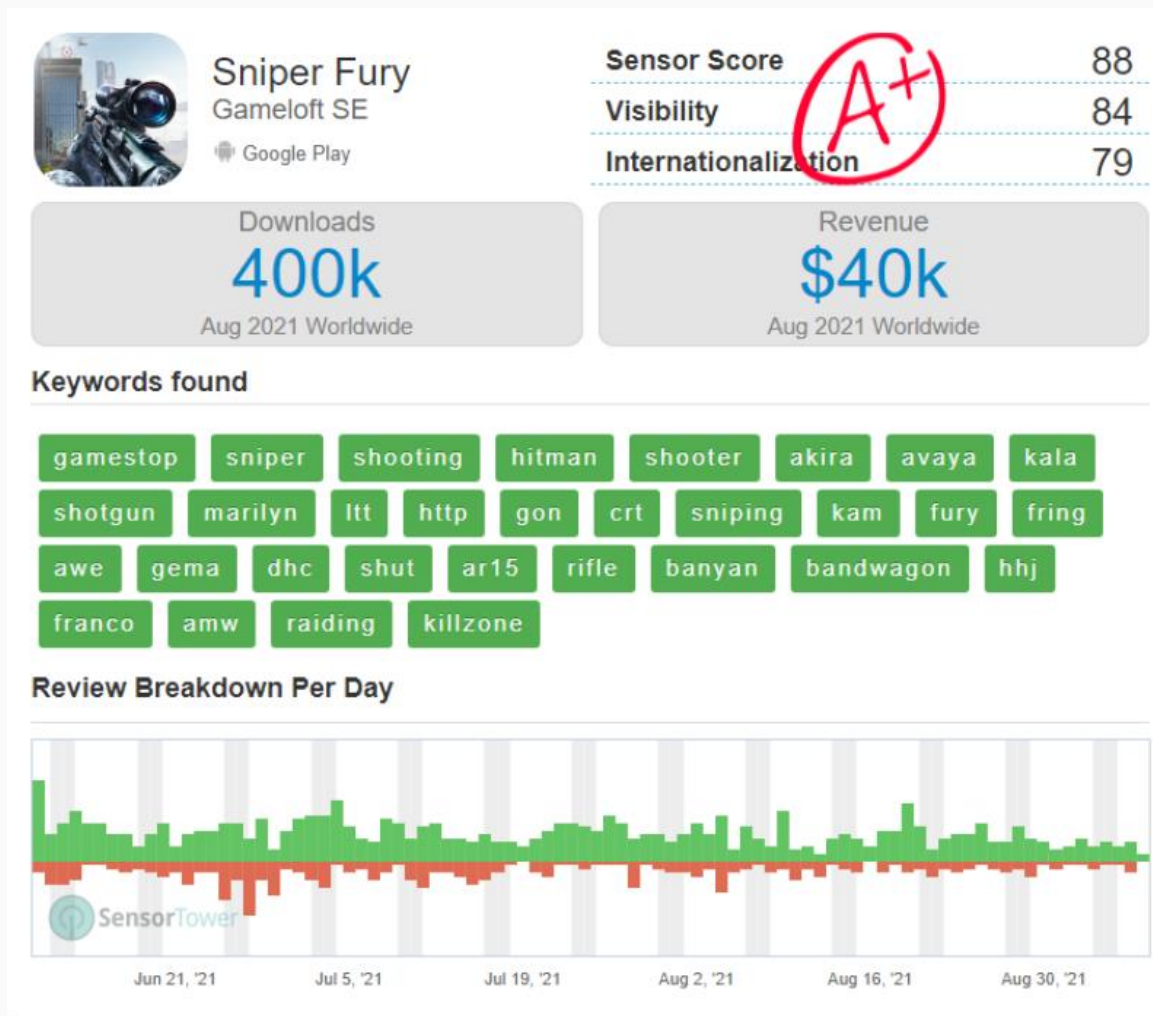 Sniper Fury
Gameloft SE
Google Play
Sensor Score 88
Visibility 84
Internationalization 79
A+
Downloads
400k
Aug 2021 Worldwide
Revenue
$40k
Aug 2021 Worldwide
Keywords found
gamestop sniper shooting hitman shooter akira avaya kala
shotgun marilyn ltt http gon crt sniping kam fury fring
awe gema dhc shut ar15 rifle banyan bandwagon hhj
franco amw raiding killzone
Review Breakdown Per Day
SensorTower
Jun 21, '21 Jul 5, '21 Jul 19, '21 Aug 2, '21 Aug 16, '21 Aug 30, '21